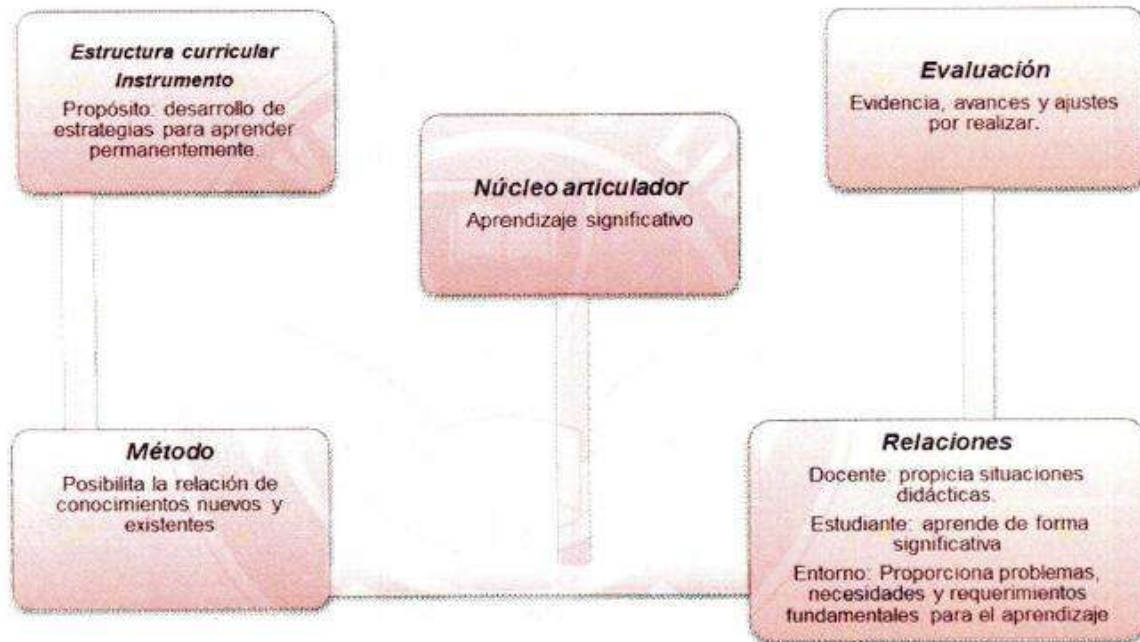 Estructura curricular
Instrumento
Propósito: desarrollo de
estrategias para aprender
permanentemente.
Núcleo articulador
Aprendizaje significativo
Evaluación
Evidencia, avances y ajustes
por realizar.
Método
Posibilita la relación de
conocimientos nuevos y
existentes
Relaciones
Docente: propicia situaciones
didácticas.
Estudiante: aprende de forma
significativa
Entorno: Proporciona problemas,
necesidades y requerimientos
fundamentales para el aprendizaje